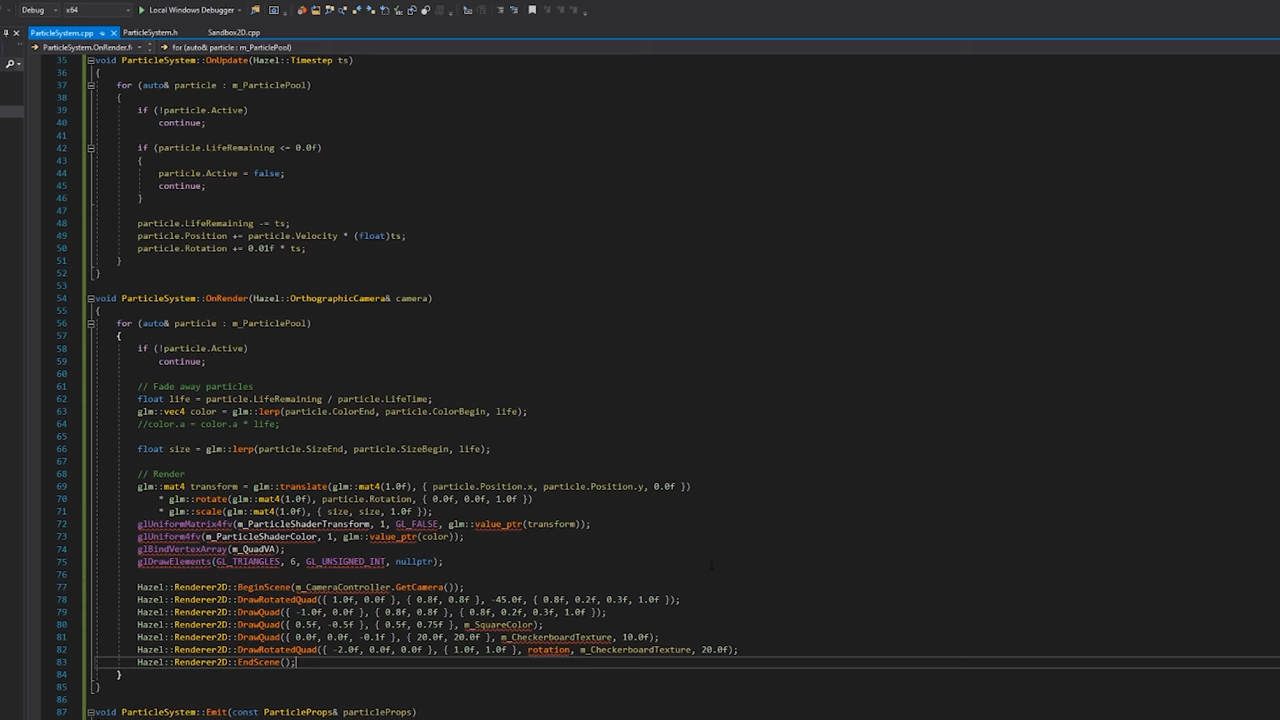 Debug x64 Local Windows Debugger
ParticleSystem.cpp ParticleSystem.h Sandbox2D.cpp
ParticleSystem.OnRender.f for (auto& particle : m_ParticlePool)
35 void ParticleSystem::OnUpdate(Hazel::Timestep ts)
36 {
37 for (auto& particle : m_ParticlePool)
38 {
39 if (!particle.Active)
40 continue;
41
42 if (particle.LifeRemaining <= 0.0f)
43 {
44 particle.Active = false;
45 continue;
46 }
47
48 particle.LifeRemaining -= ts;
49 particle.Position += particle.Velocity * (float)ts;
50 particle.Rotation += 0.01f * ts;
51 }
52 }
53
54 void ParticleSystem::OnRender(Hazel::OrthographicCamera& camera)
55 {
56 for (auto& particle : m_ParticlePool)
57 {
58 if (!particle.Active)
59 continue;
60
61 // Fade away particles
62 float life = particle.LifeRemaining / particle.LifeTime;
63 glm::vec4 color = glm::lerp(particle.ColorEnd, particle.ColorBegin, life);
64 //color.a = color.a * life;
65
66 float size = glm::lerp(particle.SizeEnd, particle.SizeBegin, life);
67
68 // Render
69 glm::mat4 transform = glm::translate(glm::mat4(1.0f), { particle.Position.x, particle.Position.y, 0.0f })
70 * glm::rotate(glm::mat4(1.0f), particle.Rotation, { 0.0f, 0.0f, 1.0f })
71 * glm::scale(glm::mat4(1.0f), { size, size, 1.0f });
72 glUniformMatrix4fv(m_ParticleShaderTransform, 1, GL_FALSE, glm::value_ptr(transform));
73 glUniform4fv(m_ParticleShaderColor, 1, glm::value_ptr(color));
74 glBindVertexArray(m_QuadVA);
75 glDrawElements(GL_TRIANGLES, 6, GL_UNSIGNED_INT, nullptr);
76
77 Hazel::Renderer2D::BeginScene(m_CameraController.GetCamera());
78 Hazel::Renderer2D::DrawRotatedQuad({ 1.0f, 0.0f }, { 0.8f, 0.8f }, -45.0f, { 0.8f, 0.2f, 0.3f, 1.0f });
79 Hazel::Renderer2D::DrawQuad({ -1.0f, 0.0f }, { 0.8f, 0.8f }, { 0.8f, 0.2f, 0.3f, 1.0f });
80 Hazel::Renderer2D::DrawQuad({ 0.5f, -0.5f }, { 0.5f, 0.75f }, m_SquareColor);
81 Hazel::Renderer2D::DrawQuad({ 0.0f, 0.0f, -0.1f }, { 20.0f, 20.0f }, m_CheckerboardTexture, 10.0f);
82 Hazel::Renderer2D::DrawRotatedQuad({ -2.0f, 0.0f, 0.0f }, { 1.0f, 1.0f }, rotation, m_CheckerboardTexture, 20.0f);
83 Hazel::Renderer2D::EndScene();
84 }
85 }
86
87 void ParticleSystem::Emit(const ParticleProps& particleProps)